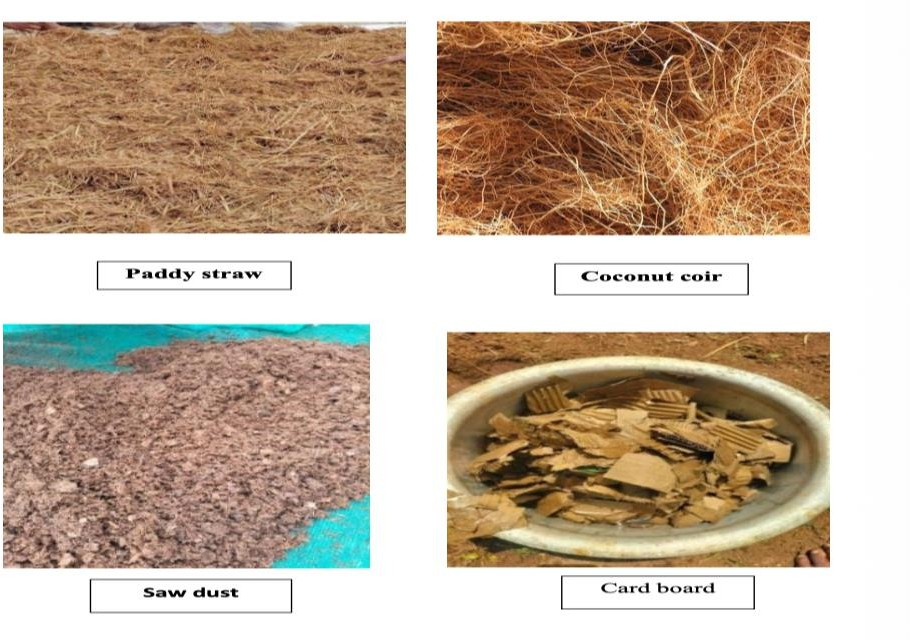 Paddy straw
Coconut coir
Saw dust
Card board